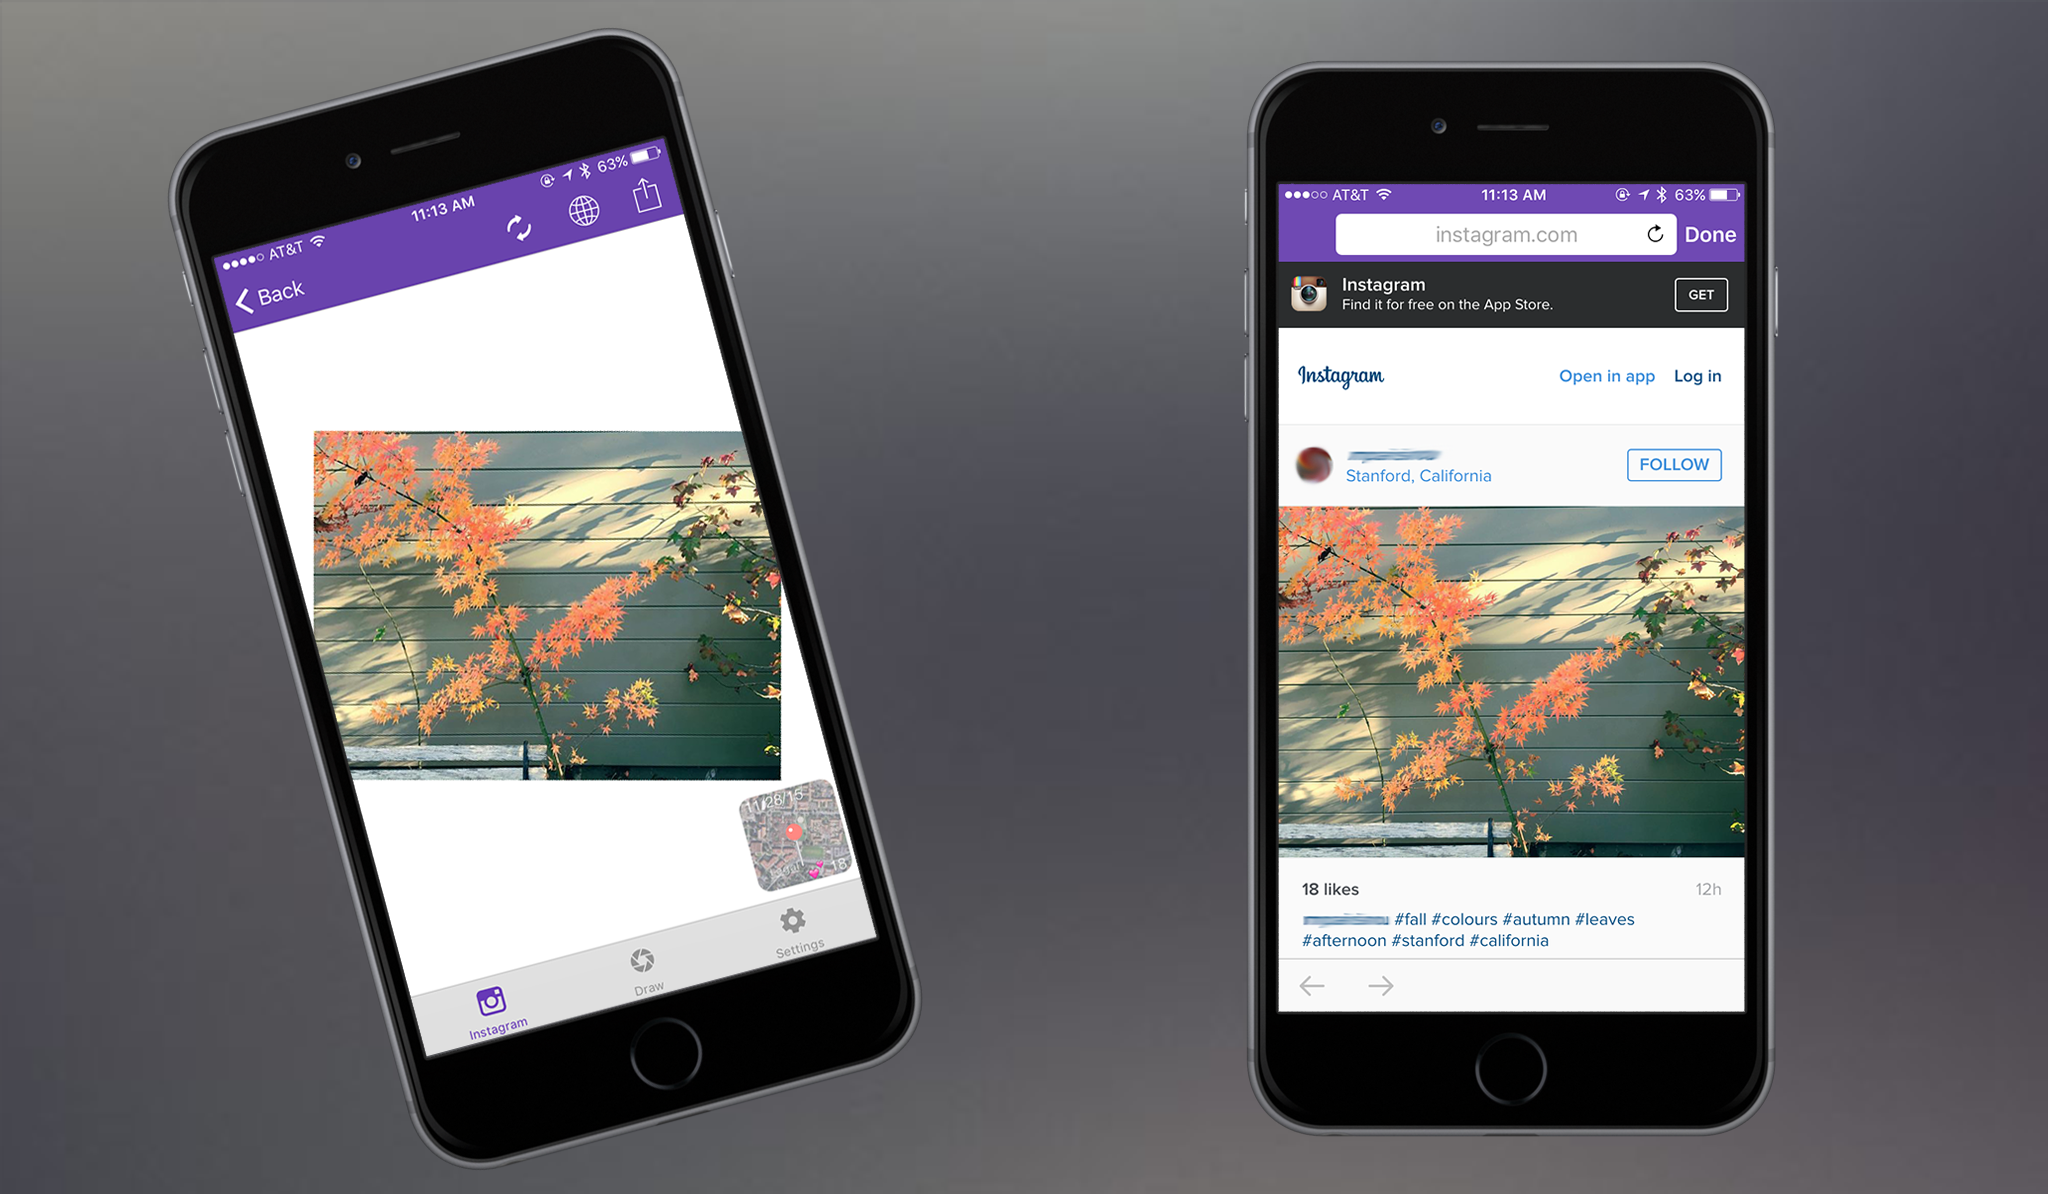 AT&T 11:13 AM 63%
Back
11/28/15
18
Instagram
Draw
Settings
AT&T 11:13 AM 63%
instagram.com Done
Instagram
Find it for free on the App Store.
GET
Instagram Open in app Log in
Stanford, California
FOLLOW
18 likes 12h
#fall #colours #autumn #leaves
#afternoon #stanford #california